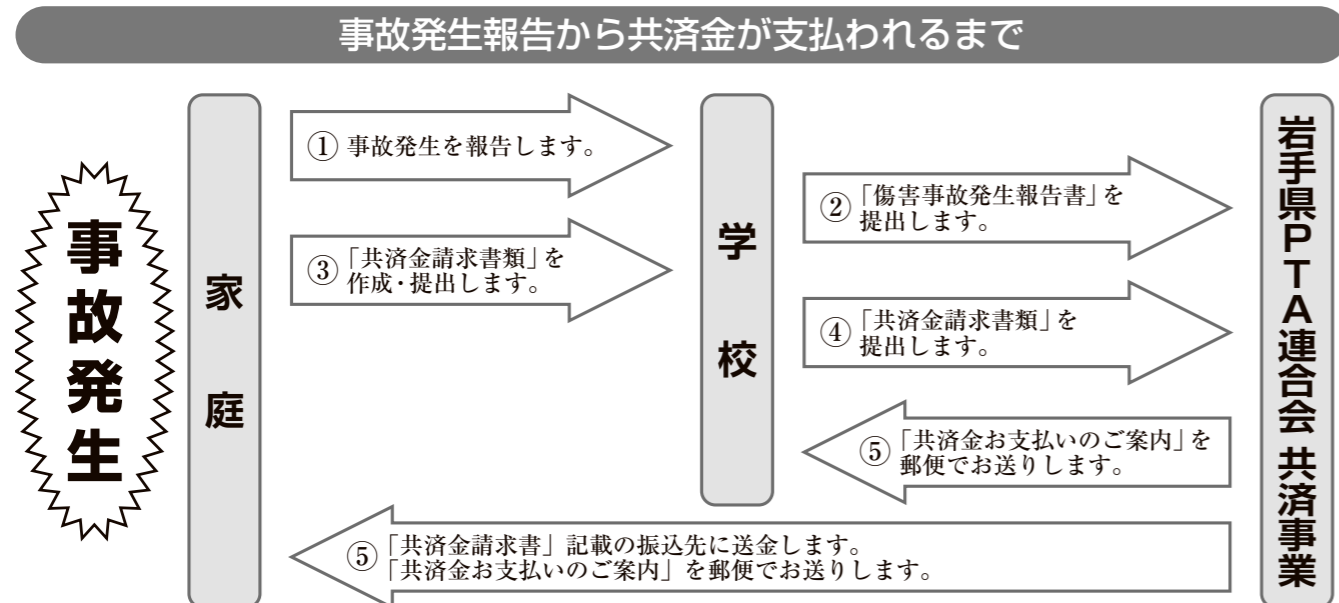 事故発生報告から共済金が支払われるまで
事故発生
家庭
① 事故発生を報告します。
③ 「共済金請求書類」を
作成・提出します。
学校
② 「傷害事故発生報告書」を
提出します。
④ 「共済金請求書類」を
提出します。
⑤ 「共済金お支払いのご案内」を
郵便でお送りします。
⑤ 「共済金請求書」記載の振込先に送金します。
「共済金お支払いのご案内」を郵便でお送りします。
岩手県PTA連合会 共済事業